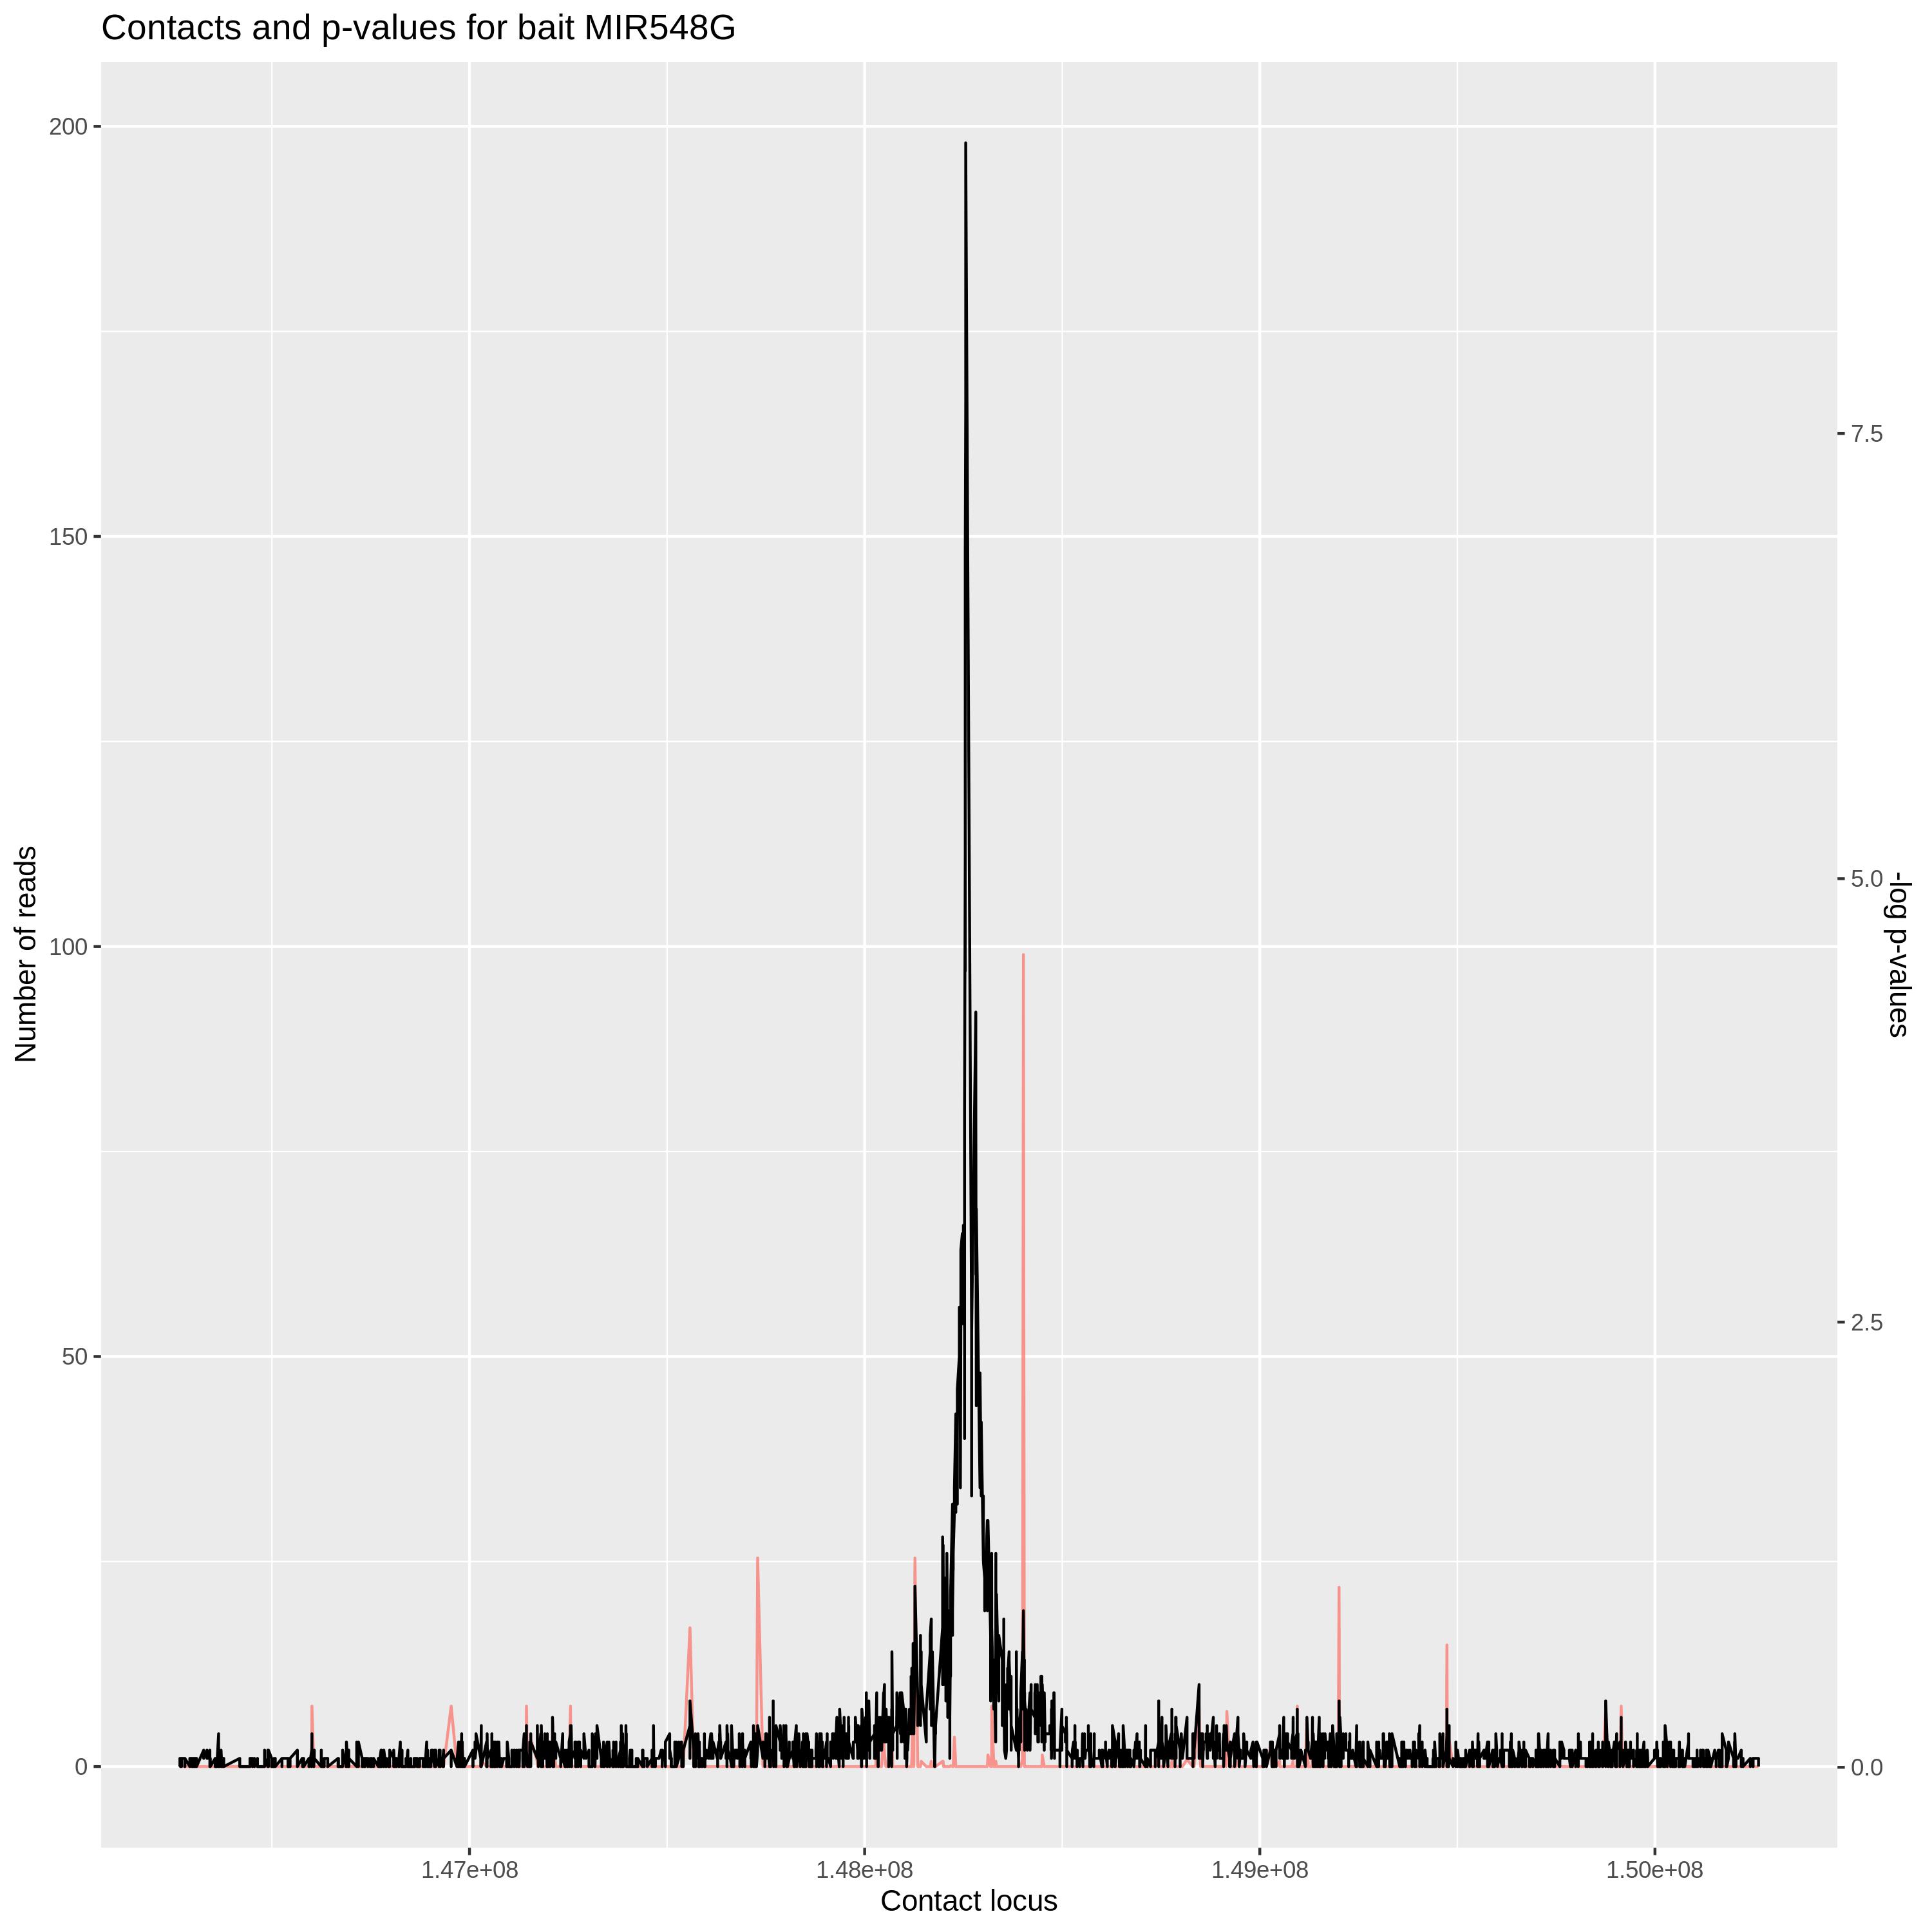 Contacts and p-values for bait MIR548G
200
150
100
50
0
Number of reads
7.5
5.0
2.5
0.0
-log p-values
1.47e+08
1.48e+08
1.49e+08
1.50e+08
Contact locus